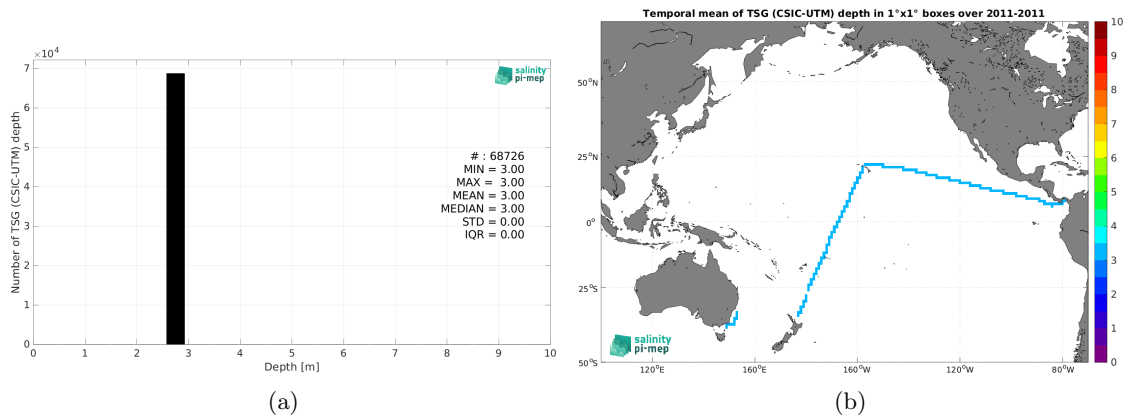 ×10⁴
7
6
5
4
3
2
1
0
Number of TSG (CSIC-UTM) depth
0 1 2 3 4 5 6 7 8 9 10
Depth [m]
salinity
pi-mep
# : 68726
MIN = 3.00
MAX = 3.00
MEAN = 3.00
MEDIAN = 3.00
STD = 0.00
IQR = 0.00
(a)
Temporal mean of TSG (CSIC-UTM) depth in 1°x1° boxes over 2011-2011
50°N
25°N
0°
25°S
50°S
120°E 160°E 160°W 120°W 80°W
salinity
pi-mep
10
9
8
7
6
5
4
3
2
1
0
(b)